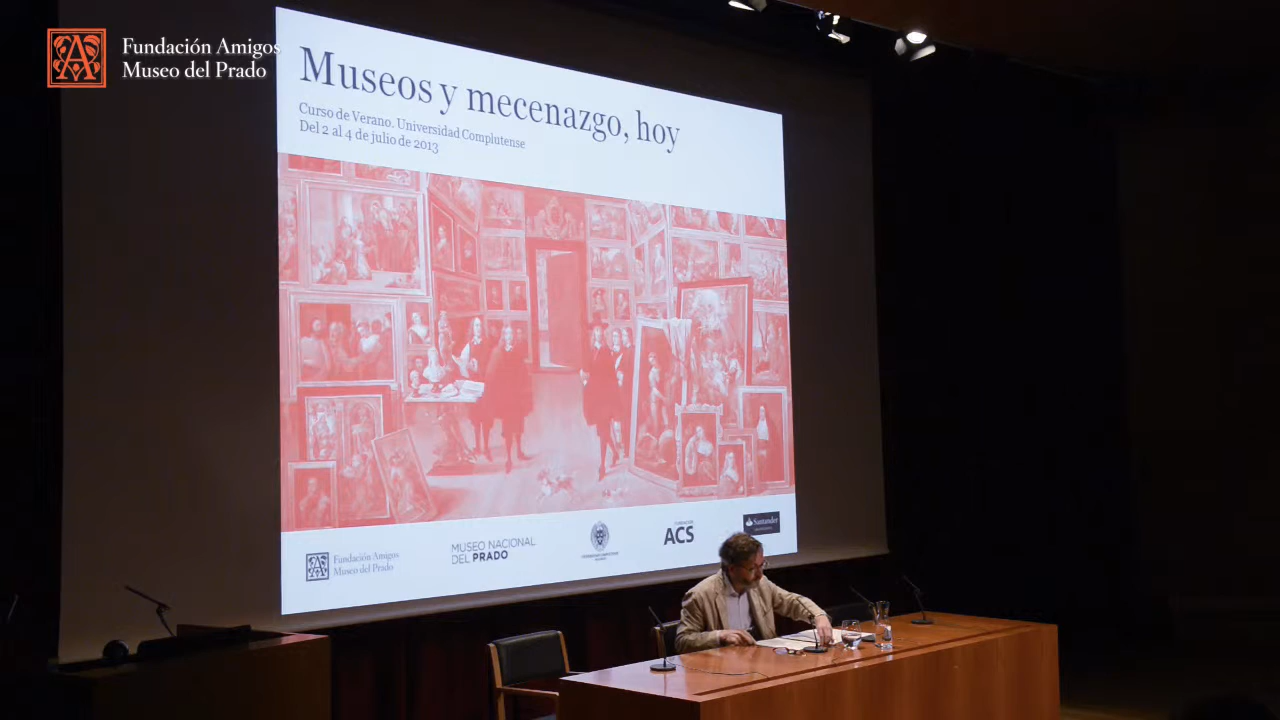 Fundación Amigos
Museo del Prado
Museos y mecenazgo, hoy
Curso de Verano. Universidad Complutense
Del 2 al 4 de julio de 2013
Fundación Amigos
Museo del Prado
MUSEO NACIONAL
DEL PRADO
FUNDACIÓN
ACS
Santander